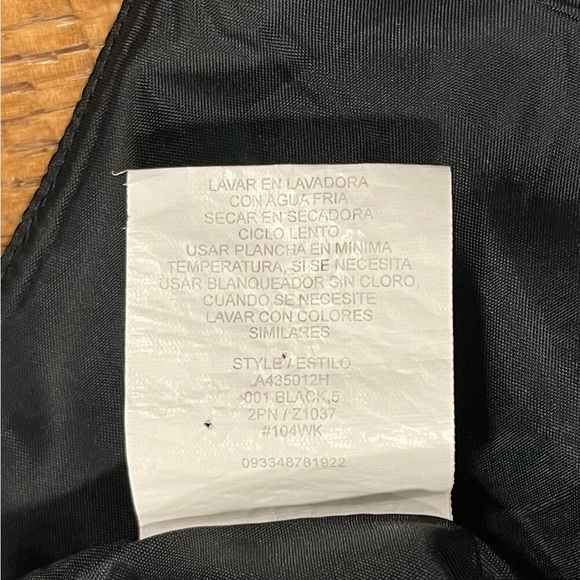 LAVAR EN LAVADORA
CON AGUA FRIA
SECAR EN SECADORA
CICLO LENTO
USAR PLANCHA EN MINIMA
TEMPERATURA, SI SE NECESITA
USAR BLANQUEADOR SIN CLORO,
CUANDO SE NECESITE
LAVAR CON COLORES
SIMILARES
STYLE / ESTILO
A435012H
001 BLACK,5
2PN / Z1037
#104WK
093348781922